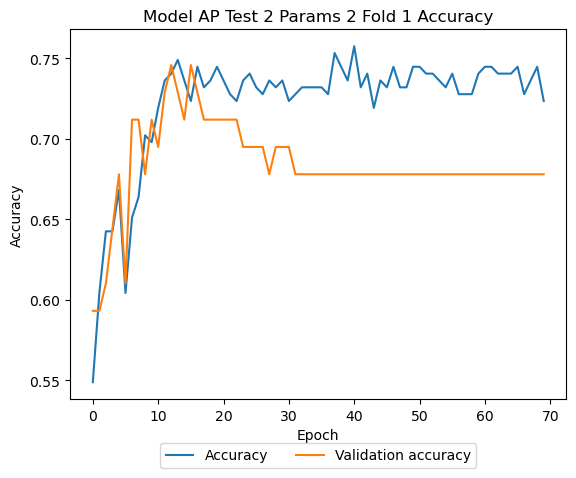 Model AP Test 2 Params 2 Fold 1 Accuracy
Accuracy
0.75
0.70
0.65
0.60
0.55
0 10 20 30 40 50 60 70
Epoch
Accuracy Validation accuracy